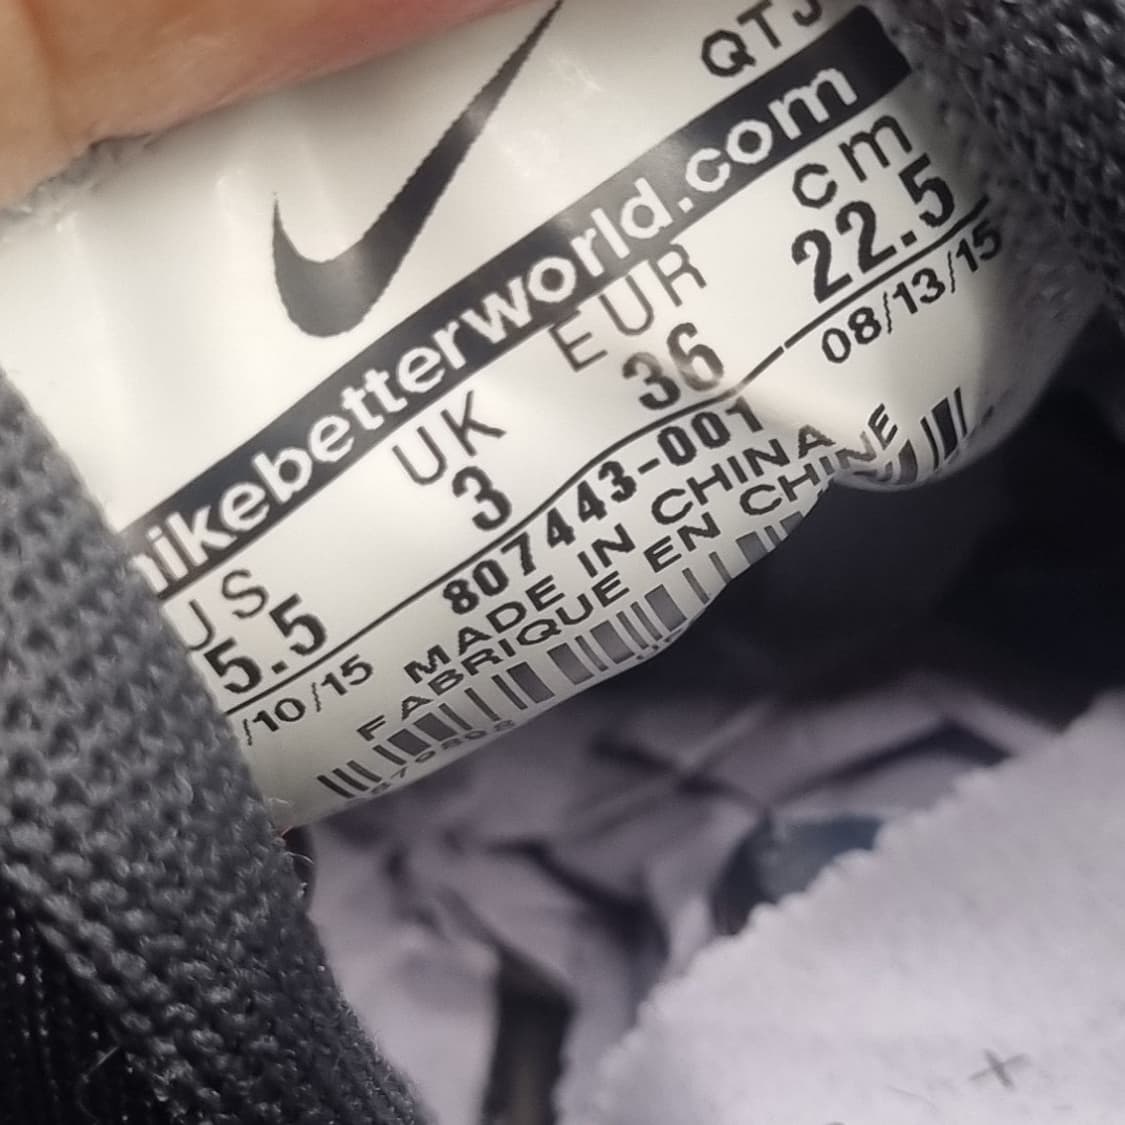 QTJ
nikebetterworld.com
US UK EUR cm
5.5 3 36 22.5
/10/15 807443-001 08/13/15
MADE IN CHINA
FABRIQUE EN CHINE